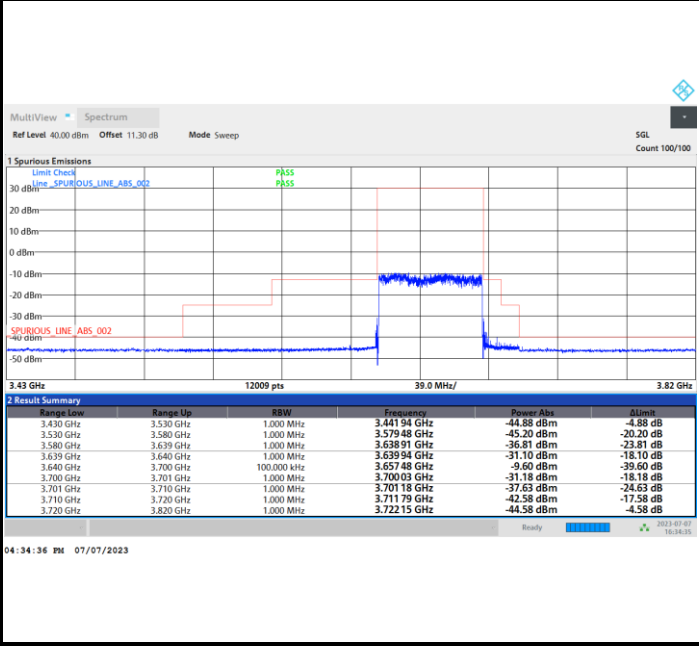 MultiView Spectrum
Ref Level 40.00 dBm Offset 11.30 dB Mode Sweep SGL
Count 100/100
1 Spurious Emissions
Limit Check PASS
Line _SPURIOUS_LINE_ABS_002 PASS
30 dBm
20 dBm
10 dBm
0 dBm
-10 dBm
-20 dBm
-30 dBm
SPURIOUS_LINE_ABS_002
-40 dBm
-50 dBm
3.43 GHz 12009 pts 39.0 MHz/ 3.82 GHz
2 Result Summary
Range Low Range Up RBW Frequency Power Abs ΔLimit
3.430 GHz 3.530 GHz 1.000 MHz 3.441 94 GHz -44.88 dBm -4.88 dB
3.530 GHz 3.580 GHz 1.000 MHz 3.579 48 GHz -45.20 dBm -20.20 dB
3.580 GHz 3.639 GHz 1.000 MHz 3.638 91 GHz -36.81 dBm -23.81 dB
3.639 GHz 3.640 GHz 1.000 MHz 3.639 94 GHz -31.10 dBm -18.10 dB
3.640 GHz 3.700 GHz 100.000 kHz 3.657 48 GHz -9.60 dBm -39.60 dB
3.700 GHz 3.701 GHz 1.000 MHz 3.700 03 GHz -31.18 dBm -18.18 dB
3.701 GHz 3.710 GHz 1.000 MHz 3.701 18 GHz -37.63 dBm -24.63 dB
3.710 GHz 3.720 GHz 1.000 MHz 3.711 79 GHz -42.58 dBm -17.58 dB
3.720 GHz 3.820 GHz 1.000 MHz 3.722 15 GHz -44.58 dBm -4.58 dB
Ready 2023-07-07
16:34:35
04:34:36 PM 07/07/2023